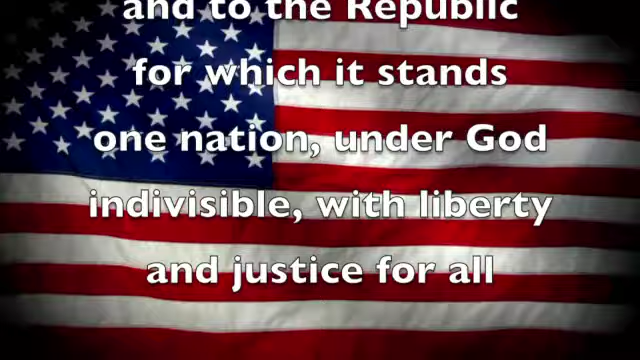 and to the Republic
for which it stands
one nation, under God
indivisible, with liberty
and justice for all